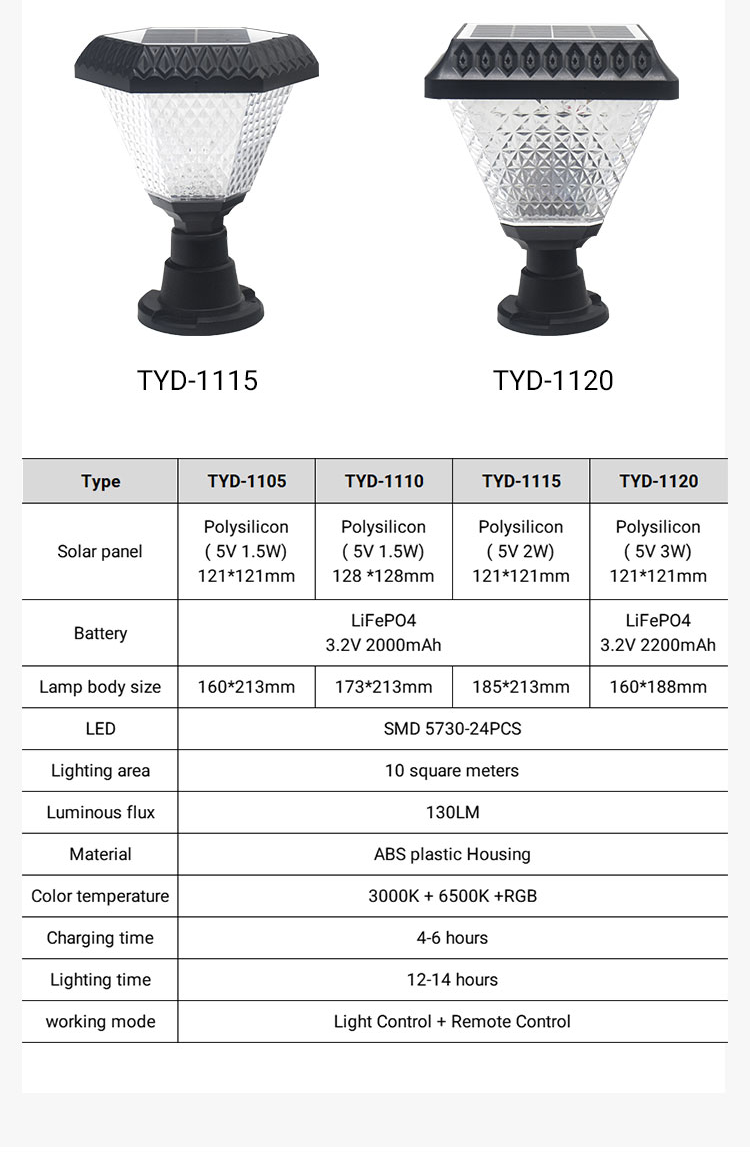 TYD-1115
TYD-1120
Type TYD-1105 TYD-1110 TYD-1115 TYD-1120
Solar panel
Polysilicon
( 5V 1.5W)
121*121mm
Polysilicon
( 5V 1.5W)
128 *128mm
Polysilicon
( 5V 2W)
121*121mm
Polysilicon
( 5V 3W)
121*121mm
Battery
LiFePO4
3.2V 2000mAh
LiFePO4
3.2V 2200mAh
Lamp body size 160*213mm 173*213mm 185*213mm 160*188mm
LED SMD 5730-24PCS
Lighting area 10 square meters
Luminous flux 130LM
Material ABS plastic Housing
Color temperature 3000K + 6500K +RGB
Charging time 4-6 hours
Lighting time 12-14 hours
working mode Light Control + Remote Control